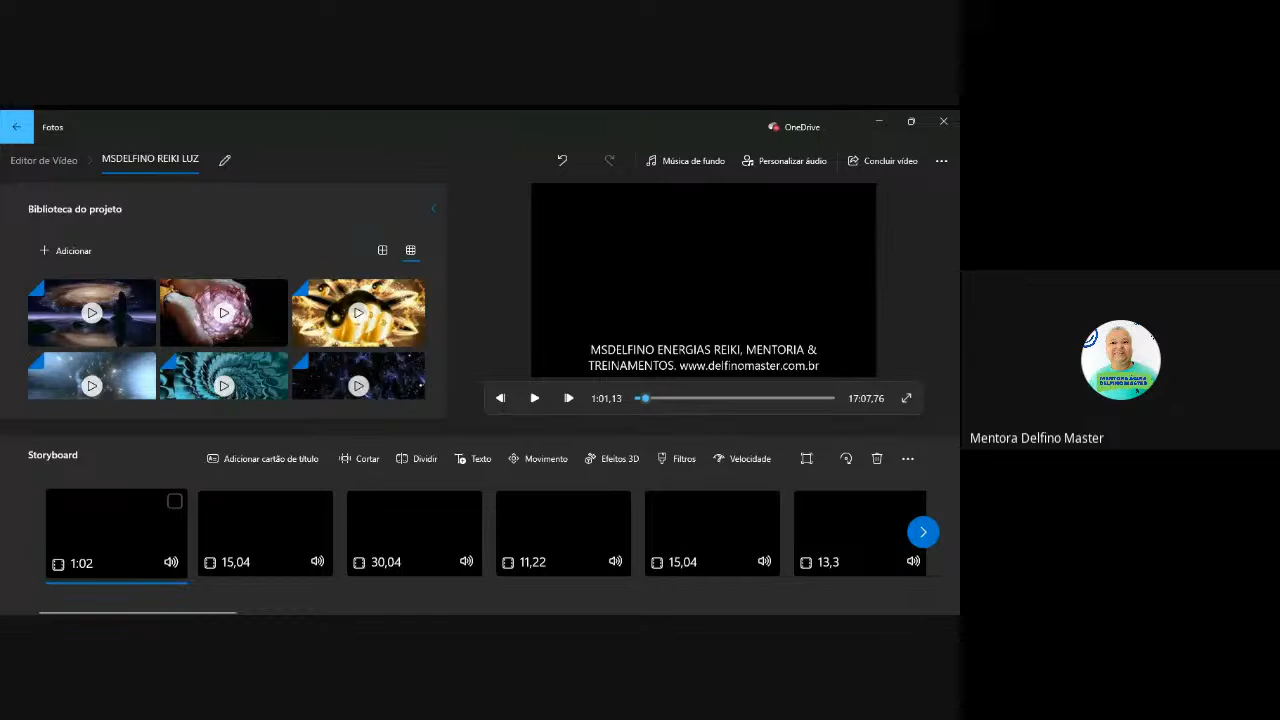 Fotos
OneDrive
Editor de Vídeo
MSDELFINO REIKI LUZ
Música de fundo
Personalizar áudio
Concluir vídeo
Biblioteca do projeto
Adicionar
MSDELFINO ENERGIAS REIKI, MENTORIA &
TREINAMENTOS. www.delfinomaster.com.br
1:01,13
17:07,76
Mentora Delfino Master
Storyboard
Adicionar cartão de título
Cortar
Dividir
Texto
Movimento
Efeitos 3D
Filtros
Velocidade
1:02
15,04
30,04
11,22
15,04
13,3